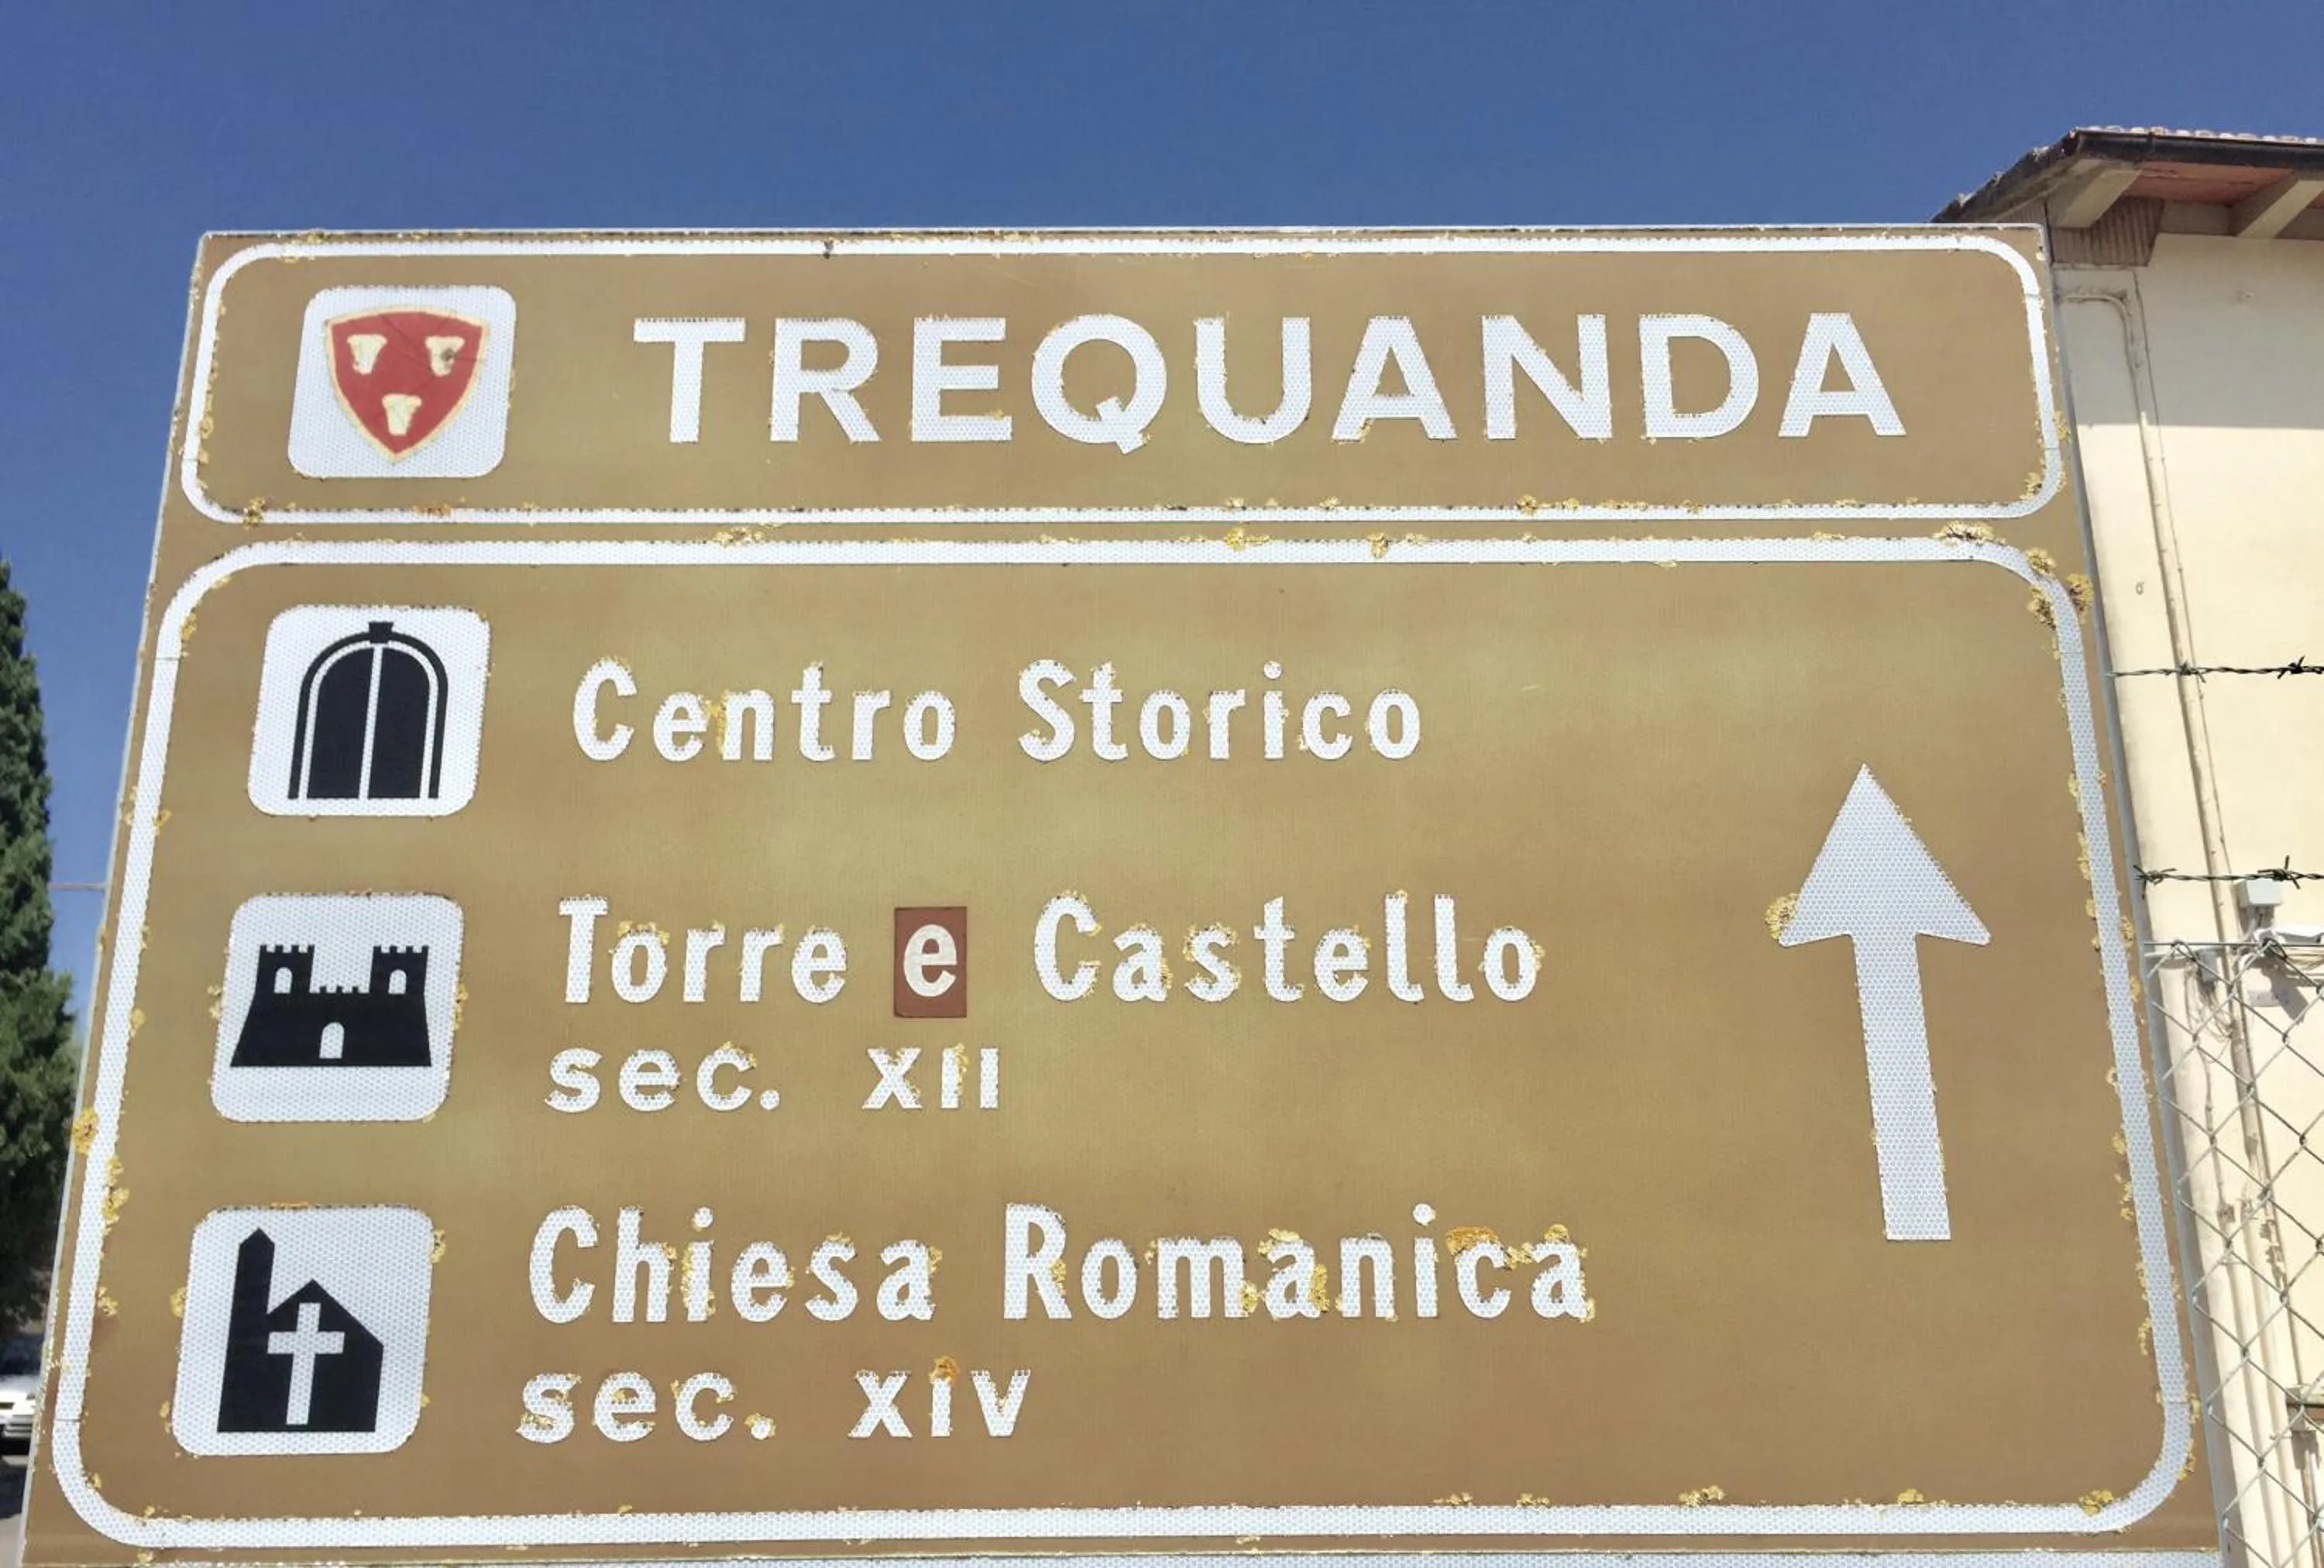 TREQUANDA
Centro Storico
Torre e Castello
sec. XII
Chiesa Romanica
sec. XIV